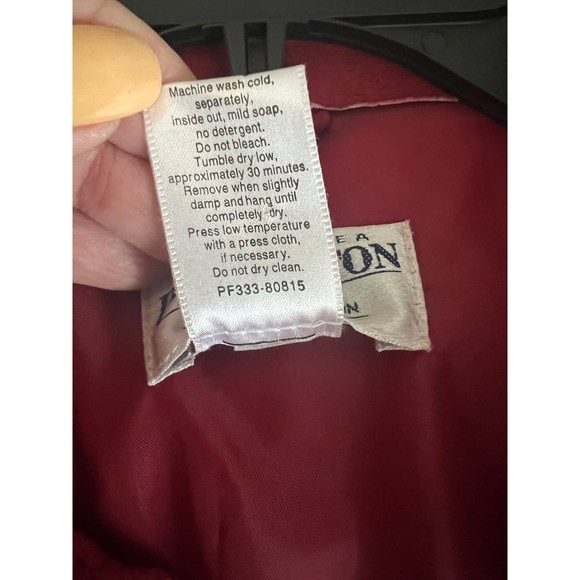 Machine wash cold,
separately,
inside out, mild soap,
no detergent.
Do not bleach.
Tumble dry low,
approximately 30 minutes.
Remove when slightly
damp and hang until
completely dry.
Press low temperature
with a press cloth,
if necessary.
Do not dry clean.
PF333-80815